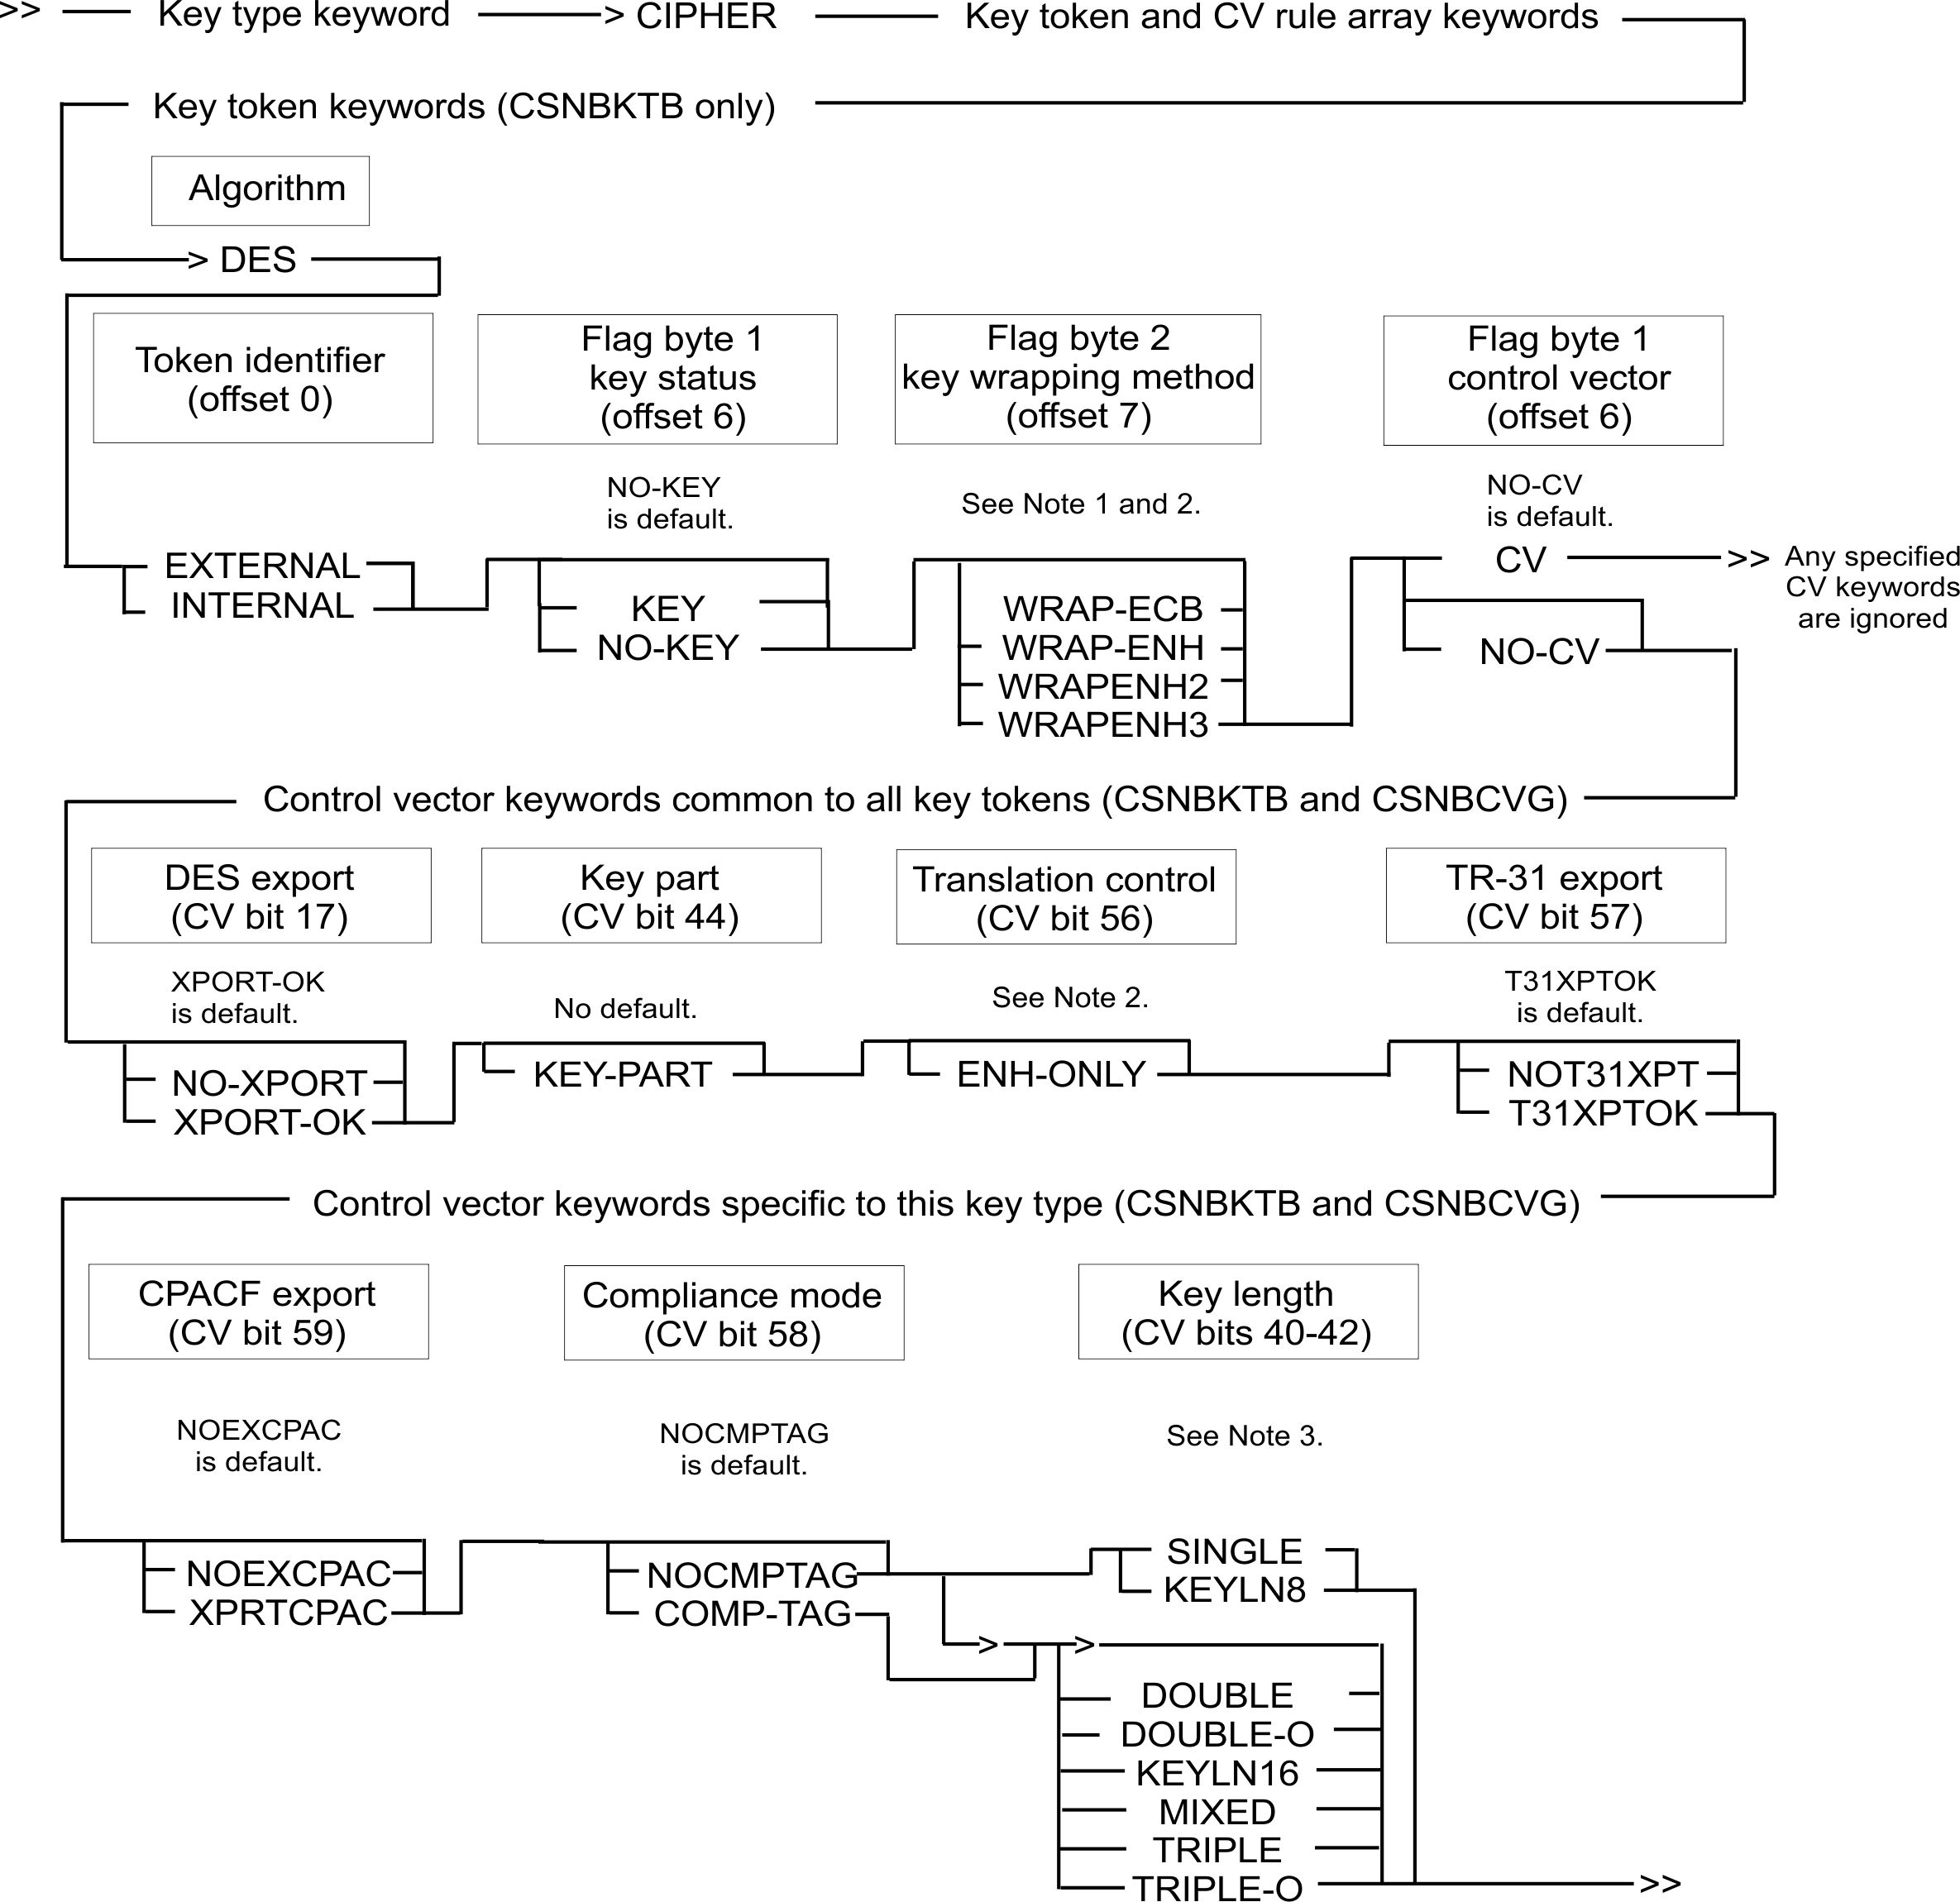 >> Key type keyword > CIPHER Key token and CV rule array keywords
Key token keywords (CSNBKTB only)
Algorithm
> DES
Token identifier
(offset 0)
Flag byte 1
key status
(offset 6)
Flag byte 2
key wrapping method
(offset 7)
Flag byte 1
control vector
(offset 6)
NO-KEY
is default.
See Note 1 and 2.
NO-CV
is default.
EXTERNAL
INTERNAL
KEY
NO-KEY
WRAP-ECB
WRAP-ENH
WRAPENH2
WRAPENH3
CV >> Any specified
CV keywords
are ignored
NO-CV
Control vector keywords common to all key tokens (CSNBKTB and CSNBCVG)
DES export
(CV bit 17)
Key part
(CV bit 44)
Translation control
(CV bit 56)
TR-31 export
(CV bit 57)
XPORT-OK
is default.
No default.
See Note 2.
T31XPTOK
is default.
NO-XPORT
XPORT-OK
KEY-PART
ENH-ONLY
NOT31XPT
T31XPTOK
Control vector keywords specific to this key type (CSNBKTB and CSNBCVG)
CPACF export
(CV bit 59)
Compliance mode
(CV bit 58)
Key length
(CV bits 40-42)
NOEXCPAC
is default.
NOCMPTAG
is default.
See Note 3.
NOEXCPAC
XPRTCPAC
NOCMPTAG
COMP-TAG
SINGLE
KEYLN8
> >
DOUBLE
DOUBLE-O
KEYLN16
MIXED
TRIPLE
TRIPLE-O >>